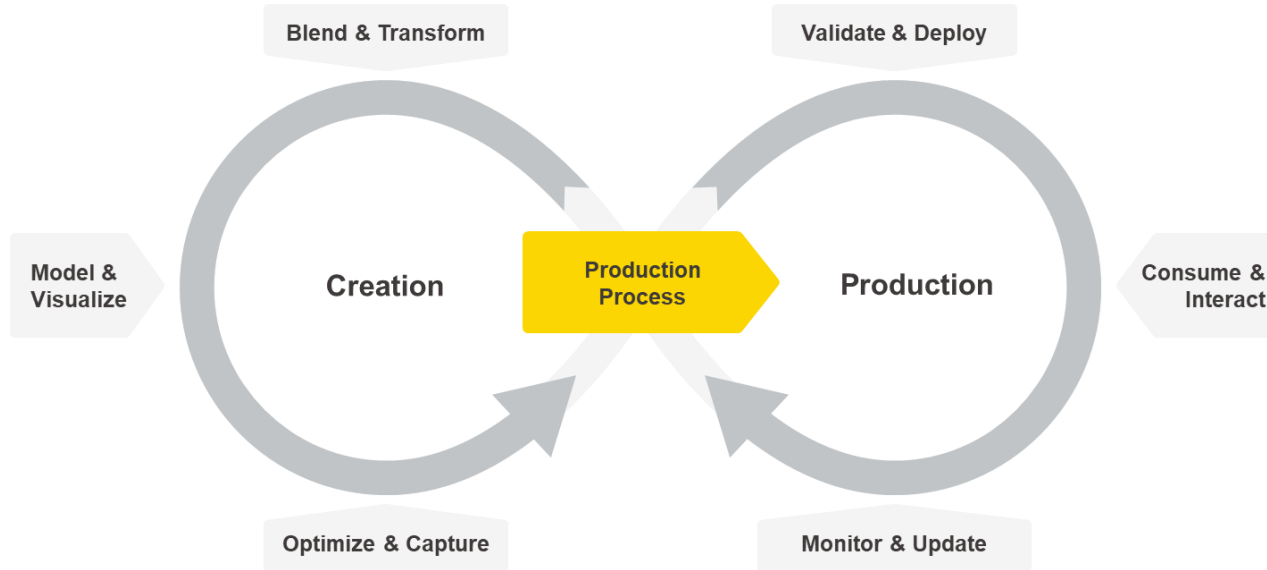 Blend & Transform
Validate & Deploy
Model &
Visualize
Creation
Production
Process
Production
Consume &
Interact
Optimize & Capture
Monitor & Update